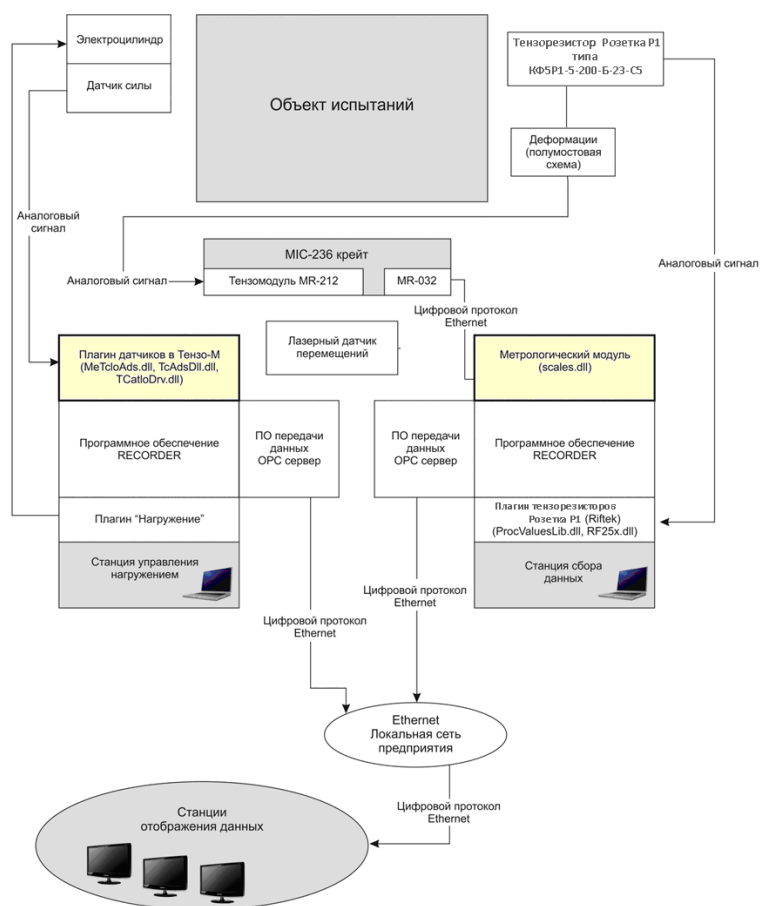 Электроцилиндр
Датчик силы
Объект испытаний
Тензорезистор Розетка Р1
типа
КФ5Р1-5-200-Б-23-С5
Деформации
(полумостовая
схема)
Аналоговый
сигнал
MIC-236 крейт
Аналоговый сигнал
Тензомодуль MR-212
MR-032
Аналоговый сигнал
Цифровой протокол
Ethernet
Лазерный датчик
перемещений
Плагин датчиков в Тензо-М
(MeTcIoAds.dll, TcAdsDll.dll,
TCatIoDrv.dll)
Метрологический модуль
(scales.dll)
Программное обеспечение
RECORDER
ПО передачи
данных
OPC сервер
ПО передачи
данных
OPC сервер
Программное обеспечение
RECORDER
Плагин “Нагружение”
Плагин тензорезисторов
Розетка Р1 (Riftek)
(ProcValuesLib.dll, RF25x.dll)
Станция управления
нагружением
Станция сбора
данных
Цифровой протокол
Ethernet
Цифровой протокол
Ethernet
Ethernet
Локальная сеть
предприятия
Станции
отображения данных
Цифровой протокол
Ethernet